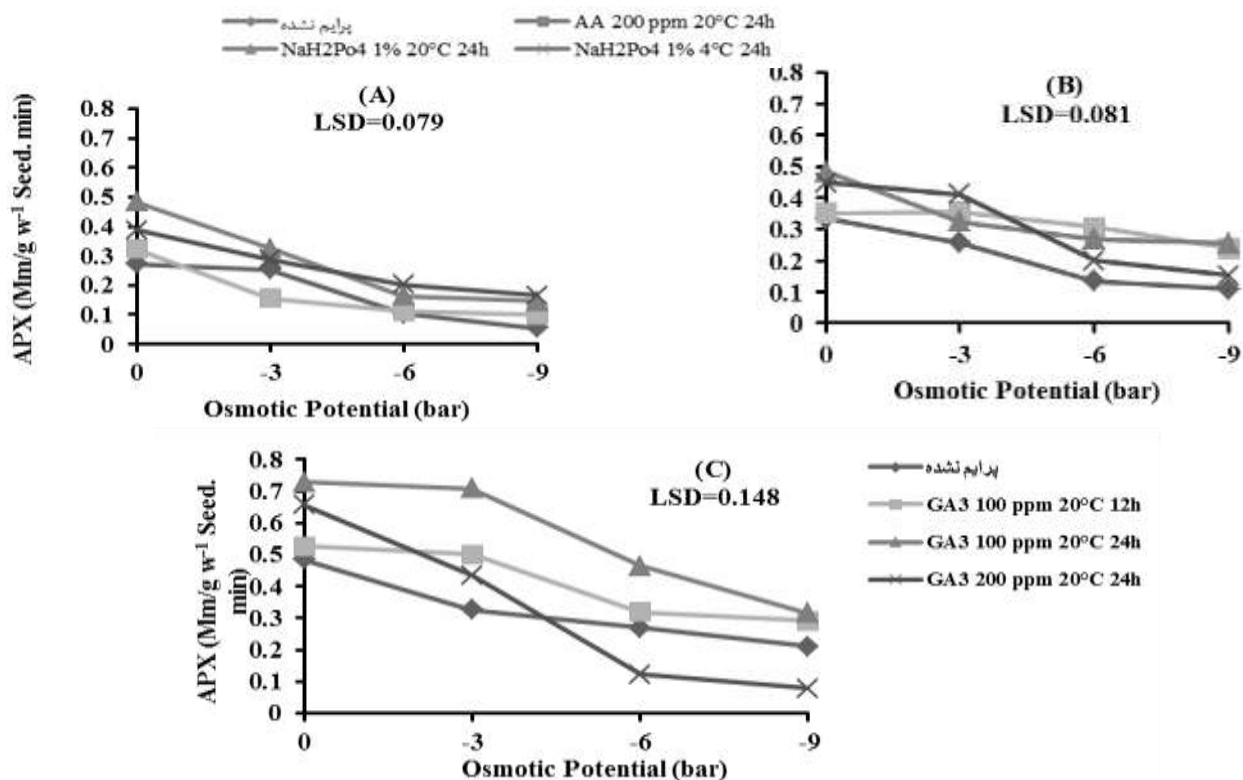 پرایم نشده
AA 200 ppm 20°C 24h
NaH2Po4 1% 20°C 24h
NaH2Po4 1% 4°C 24h
(A)
LSD=0.079
APX (Mm/g w-1 Seed. min)
0.8
0.7
0.6
0.5
0.4
0.3
0.2
0.1
0
0 -3 -6 -9
Osmotic Potential (bar)
(B)
LSD=0.081
0.8
0.7
0.6
0.5
0.4
0.3
0.2
0.1
0
0 -3 -6 -9
Osmotic Potential (bar)
(C)
LSD=0.148
APX (Mm/g w-1 Seed.
min)
0.8
0.7
0.6
0.5
0.4
0.3
0.2
0.1
0
0 -3 -6 -9
Osmotic Potential (bar)
پرایم نشده
GA3 100 ppm 20°C 12h
GA3 100 ppm 20°C 24h
GA3 200 ppm 20°C 24h